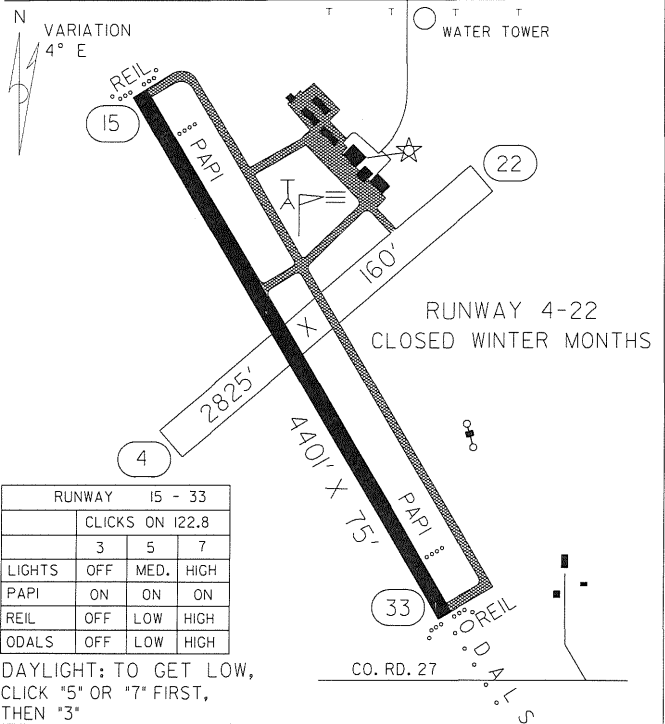 N
VARIATION
4° E
T T T T
WATER TOWER
REIL
15
PAPI
T
22
160'
RUNWAY 4-22
CLOSED WINTER MONTHS
X
2825'
4
4401' X 75'
RUNWAY 15 - 33
CLICKS ON 122.8
3 5 7
LIGHTS OFF MED. HIGH
PAPI ON ON ON
REIL OFF LOW HIGH
ODALS OFF LOW HIGH
PAPI
33
REIL
ODALS
CO. RD. 27
DAYLIGHT: TO GET LOW,
CLICK "5" OR "7" FIRST,
THEN "3"